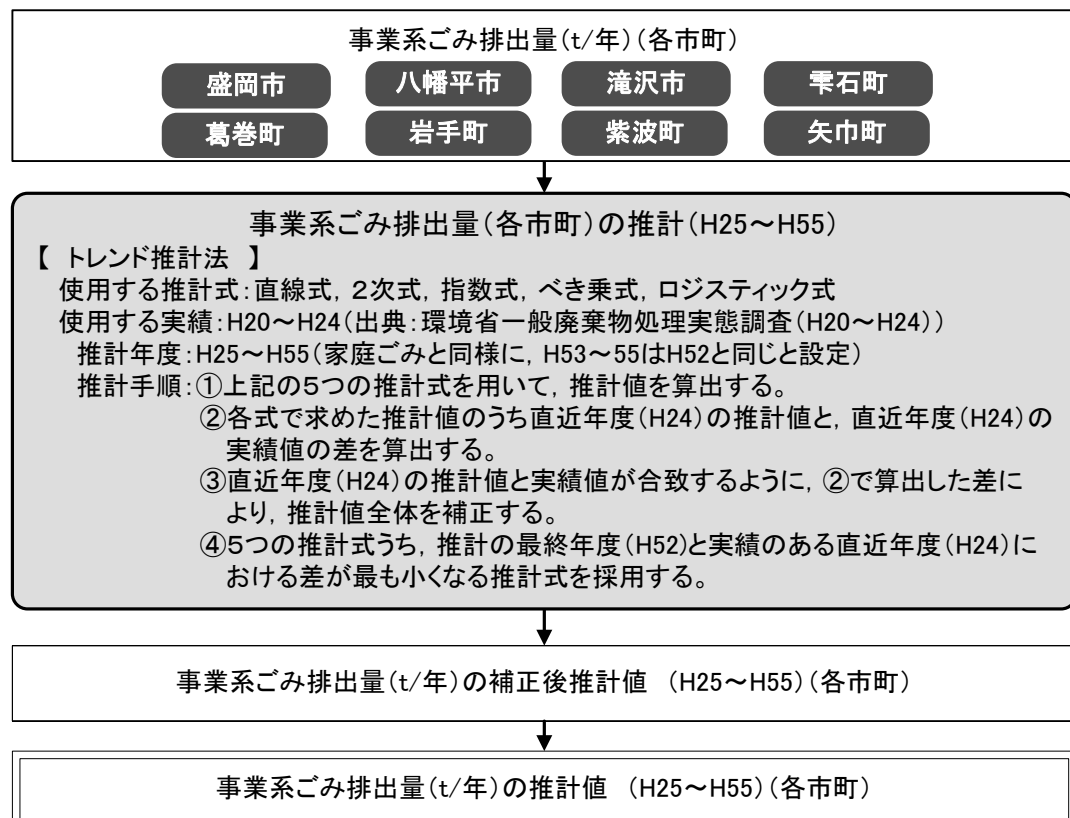 事業系ごみ排出量(t/年)(各市町)
盛岡市 八幡平市 滝沢市 雫石町
葛巻町 岩手町 紫波町 矢巾町
事業系ごみ排出量(各市町)の推計(H25~H55)
【 トレンド推計法 】
使用する推計式:直線式,2次式,指数式,べき乗式,ロジスティック式
使用する実績:H20~H24(出典:環境省一般廃棄物処理実態調査(H20~H24))
推計年度:H25~H55(家庭ごみと同様に,H53~55はH52と同じと設定)
推計手順:①上記の5つの推計式を用いて,推計値を算出する。
②各式で求めた推計値のうち直近年度(H24)の推計値と,直近年度(H24)の
実績値の差を算出する。
③直近年度(H24)の推計値と実績値が合致するように,②で算出した差に
より,推計値全体を補正する。
④5つの推計式うち,推計の最終年度(H52)と実績のある直近年度(H24)に
おける差が最も小くなる推計式を採用する。
事業系ごみ排出量(t/年)の補正後推計値 (H25~H55)(各市町)
事業系ごみ排出量(t/年)の推計値 (H25~H55)(各市町)